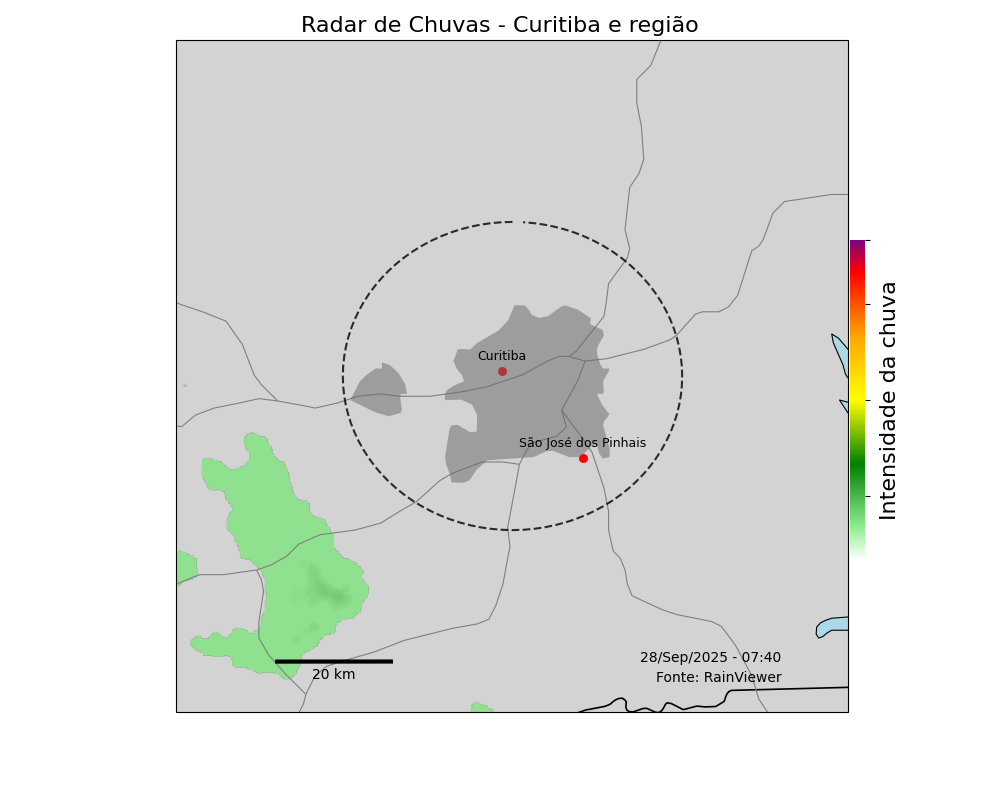 Radar de Chuvas - Curitiba e região
Curitiba
São José dos Pinhais
Intensidade da chuva
28/Sep/2025 - 07:40
20 km
Fonte: RainViewer